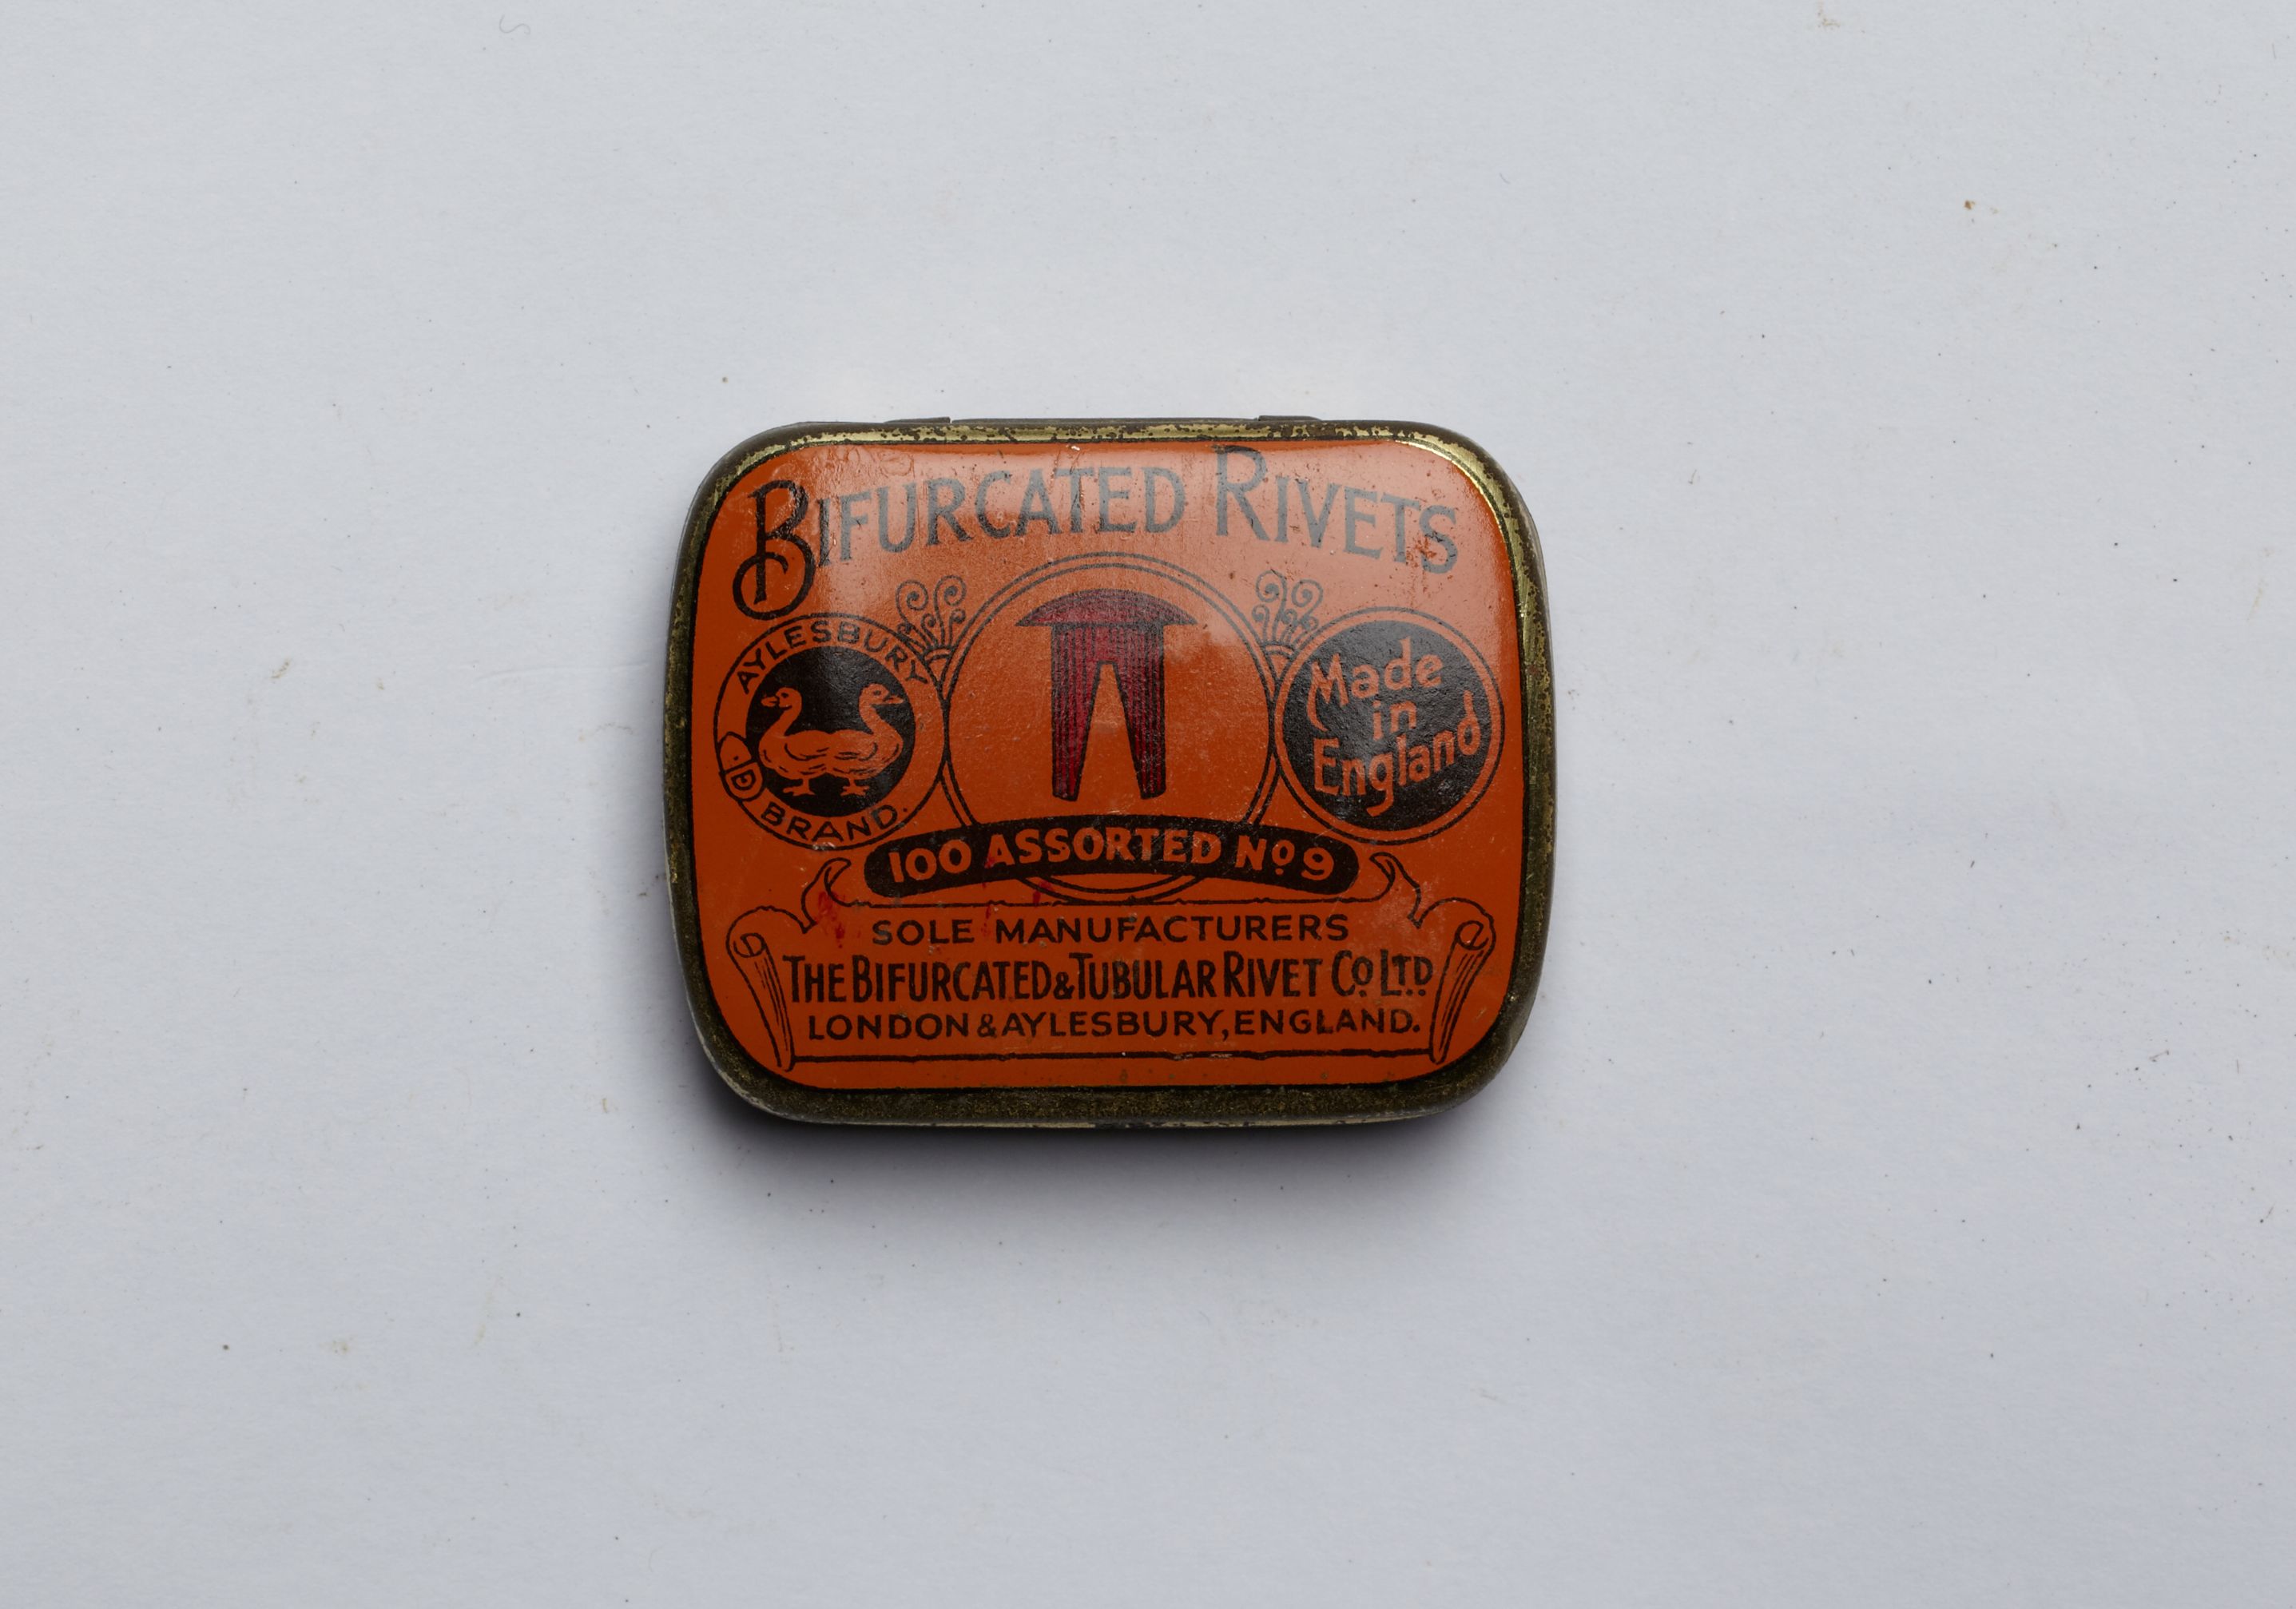 BIFURCATED RIVETS
AYLESBURY
BRAND.
Made
in
England
100 ASSORTED No 9
SOLE MANUFACTURERS
THE BIFURCATED & TUBULAR RIVET Co LTD
LONDON & AYLESBURY, ENGLAND.